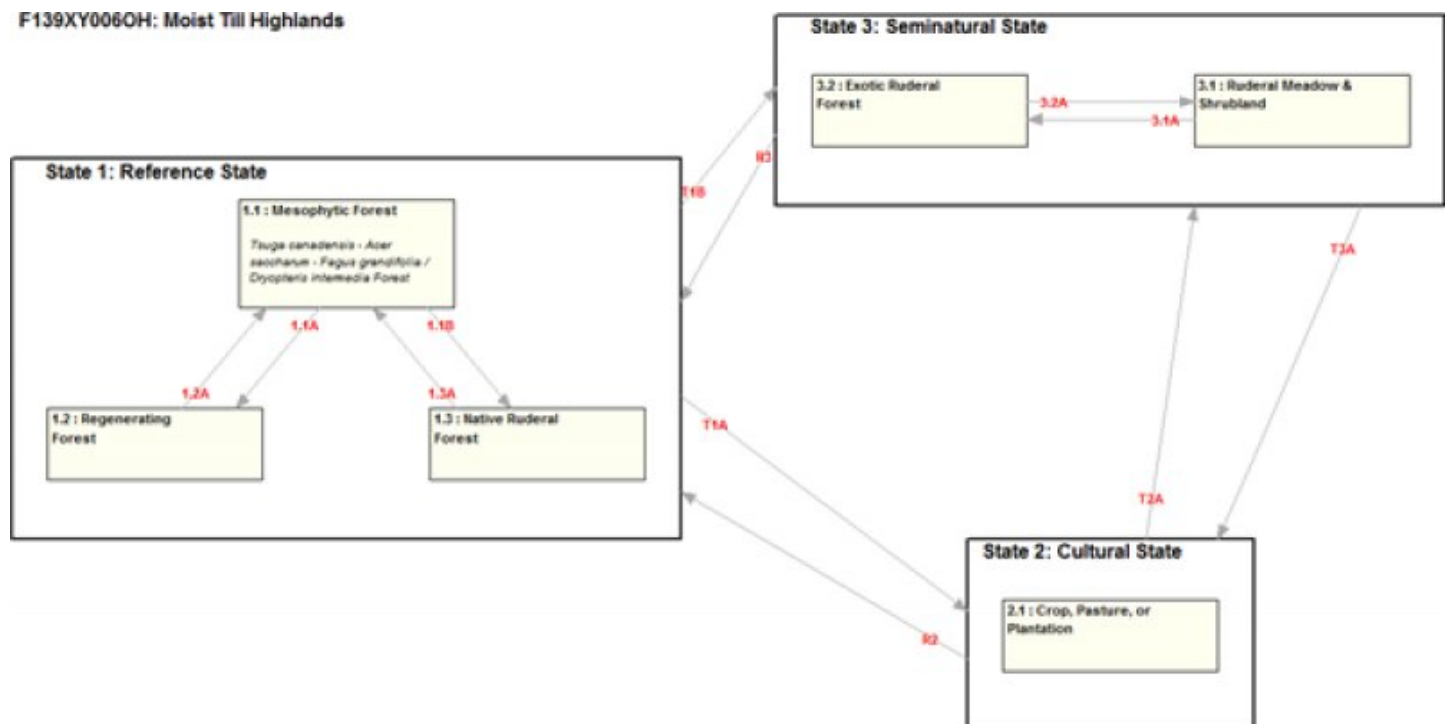 F139XY006OH: Moist Till Highlands
State 3: Seminatural State
3.2 : Exotic Ruderal
Forest
3.2A
3.1A
3.1 : Ruderal Meadow &
Shrubland
T1B
R3
T3A
State 1: Reference State
1.1 : Mesophytic Forest
Tsuga canadensis - Acer
saccharum - Fagus grandifolia /
Dryopteris intermedia Forest
1.1A
1.1B
1.2A
1.3A
1.2 : Regenerating
Forest
1.3 : Native Ruderal
Forest
T1A
T2A
R2
State 2: Cultural State
2.1 : Crop, Pasture, or
Plantation